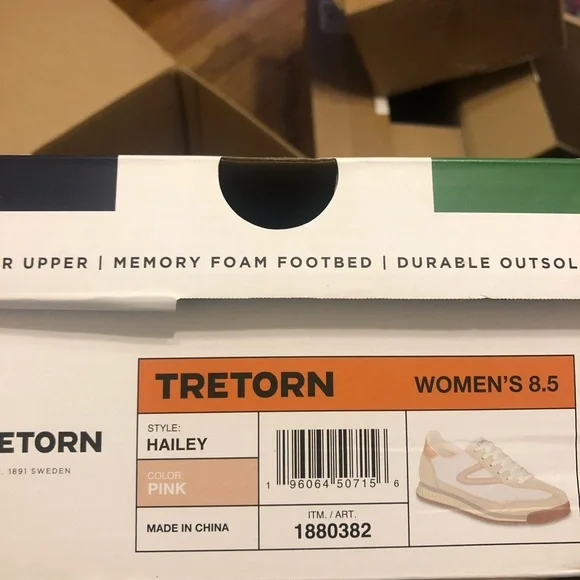 R UPPER | MEMORY FOAM FOOTBED | DURABLE OUTSOL
ETORN
1891 SWEDEN
TRETORN WOMEN'S 8.5
STYLE:
HAILEY
COLOR:
PINK
MADE IN CHINA
1 96064 50715 6
ITM. / ART.
1880382